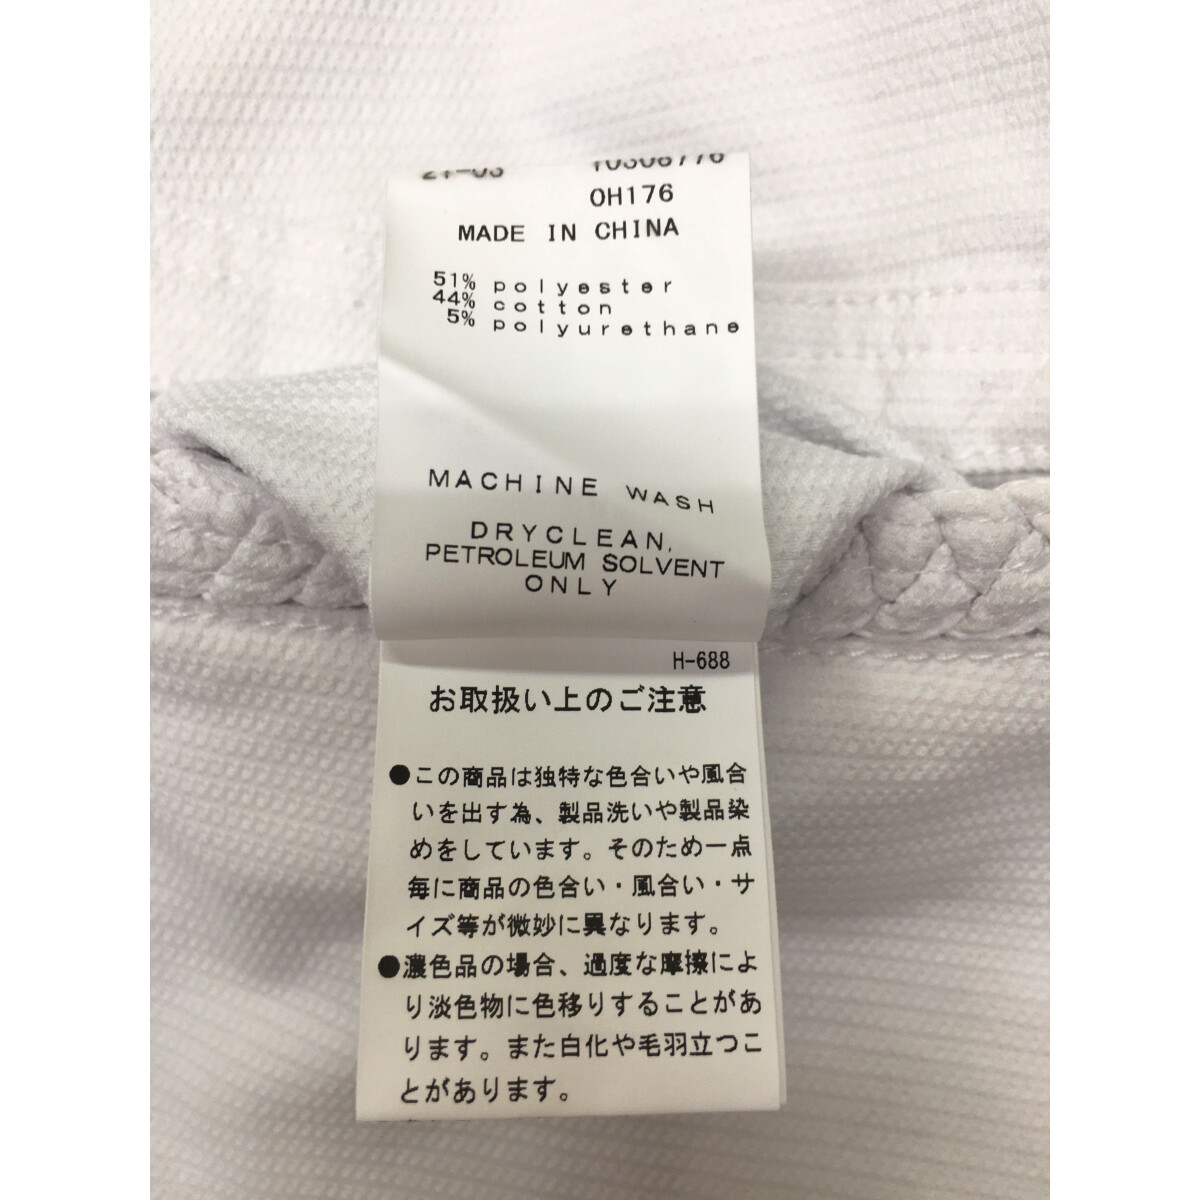 OH176
MADE IN CHINA
51% polyester
44% cotton
5% polyurethane
MACHINE WASH
DRYCLEAN,
PETROLEUM SOLVENT
ONLY
H-688
お取扱い上のご注意
●この商品は独特な色合いや風合
いを出す為、製品洗いや製品染
めをしています。そのため一点
毎に商品の色合い・風合い・サ
イズ等が微妙に異なります。
●濃色品の場合、過度な摩擦によ
り淡色物に色移りすることがあ
ります。また白化や毛羽立つこ
とがあります。